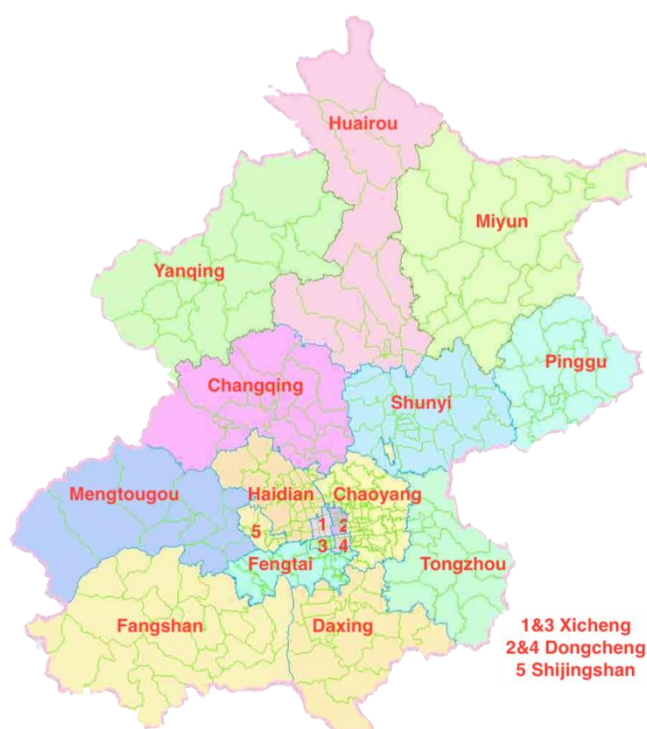 Huairou
Miyun
Yanqing
Pinggu
Changqing
Shunyi
Mengtougou
Haidian
Chaoyang
5
1
2
3
4
Fengtai
Tongzhou
Fangshan
Daxing
1&3 Xicheng
2&4 Dongcheng
5 Shijingshan